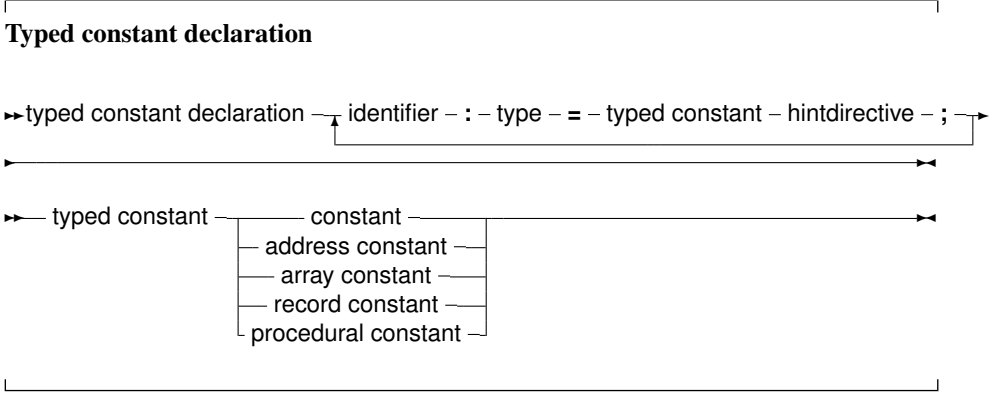 Typed constant declaration
typed constant declaration identifier : type = typed constant hintdirective ;
typed constant constant
address constant
array constant
record constant
procedural constant